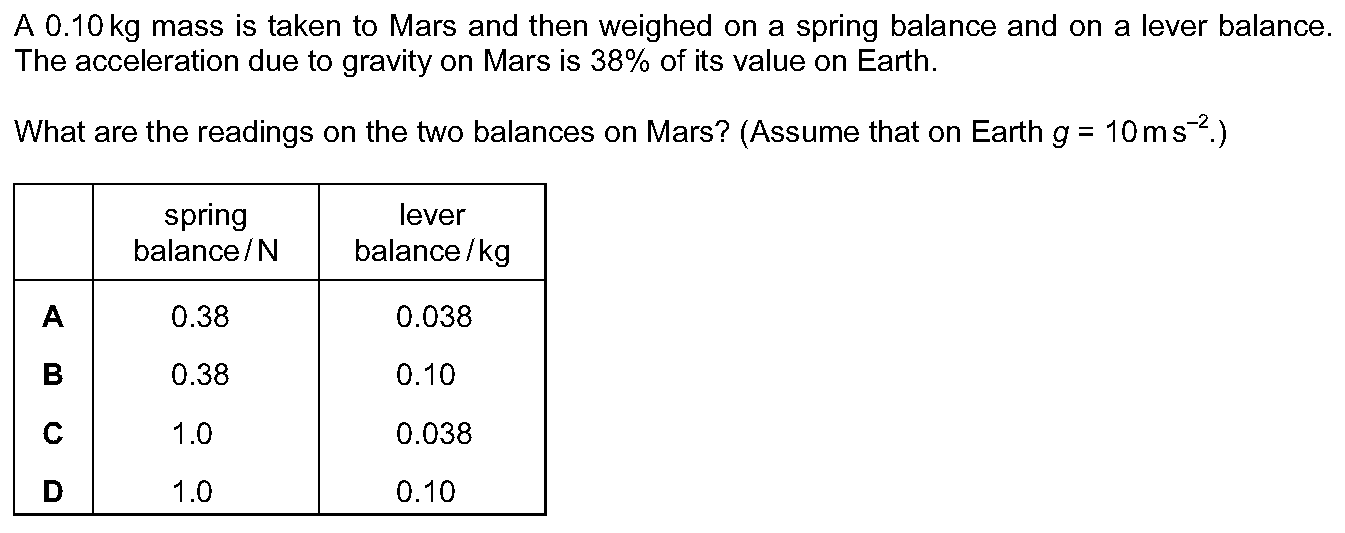 A 0.10 kg mass is taken to Mars and then weighed on a spring balance and on a lever balance.
The acceleration due to gravity on Mars is 38% of its value on Earth.
What are the readings on the two balances on Mars? (Assume that on Earth g = 10 m s⁻².)
spring balance / N lever balance / kg
A 0.38 0.038
B 0.38 0.10
C 1.0 0.038
D 1.0 0.10